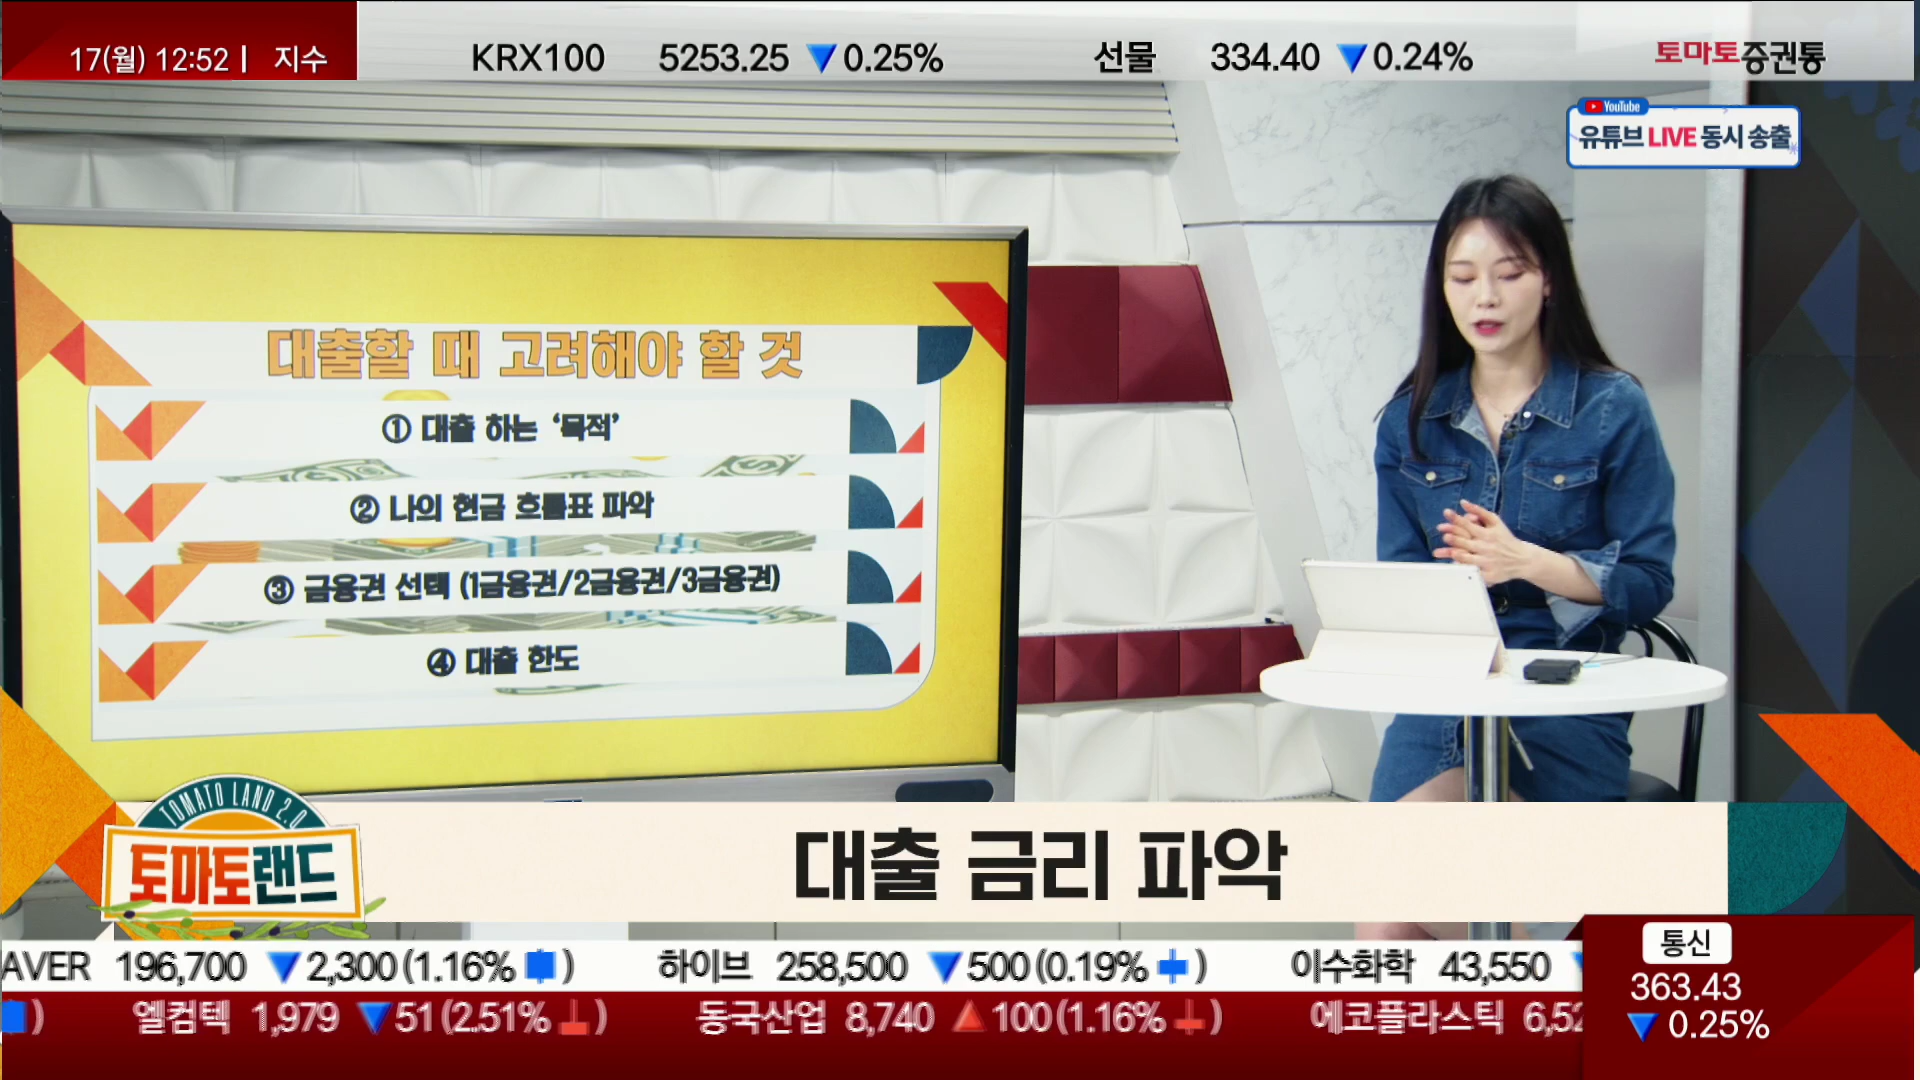 17(월) 12:52 | 지수
KRX100 5253.25 ▼0.25% 선물 334.40 ▼0.24%
토마토증권통
YouTube
유튜브 LIVE 동시 송출
대출할 때 고려해야 할 것
① 대출 하는 ‘목적’
② 나의 현금 흐름표 파악
③ 금융권 선택 (1금융권/2금융권/3금융권)
④ 대출 한도
TOMATO LAND 2.0
토마토랜드
대출 금리 파악
AVER 196,700 ▼2,300(1.16% ) 하이브 258,500 ▼500(0.19% ) 이수화학 43,550
) 엘컴텍 1,979 ▼51(2.51% ) 동국산업 8,740 ▲100(1.16% ) 에코플라스틱 6,52
통신
363.43
▼ 0.25%